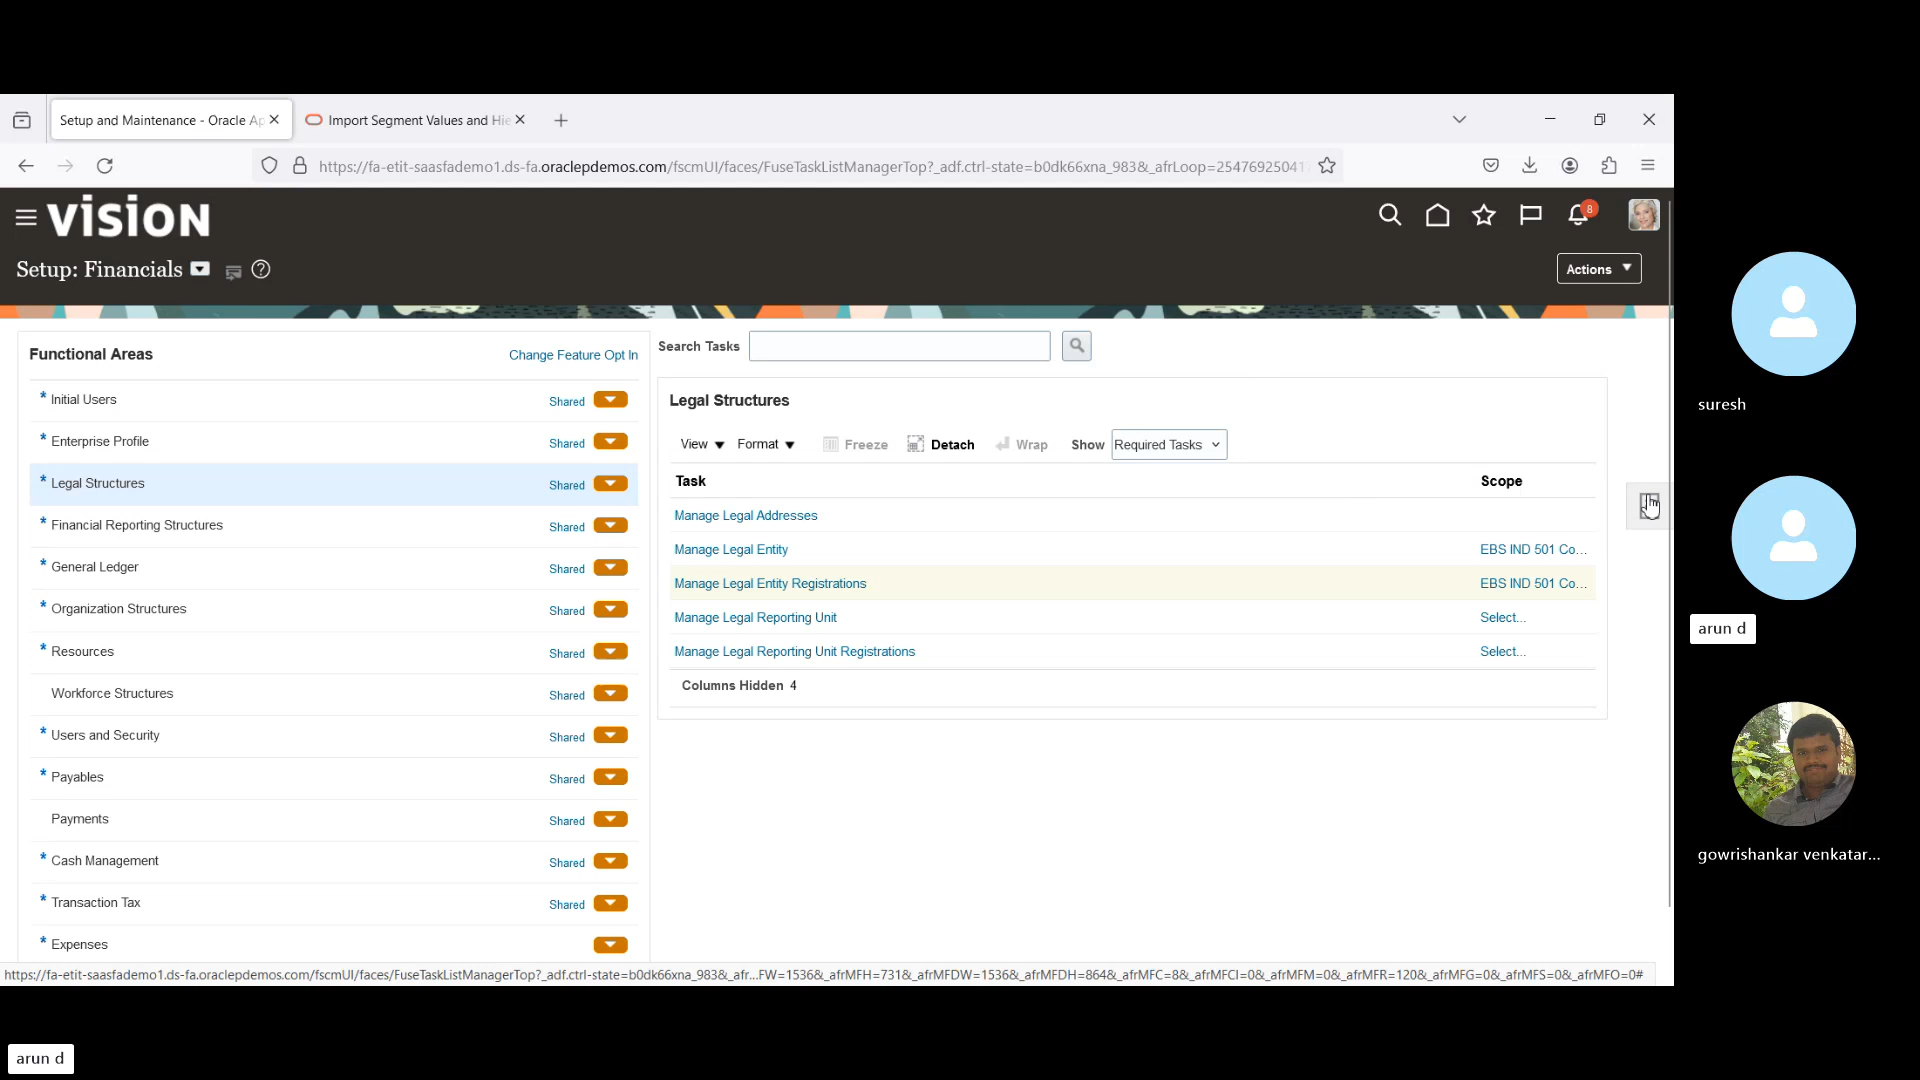 Setup and Maintenance - Oracle Ap
Import Segment Values and Hie
https://fa-etit-saasfademo1.ds-fa.oraclepdemos.com/fscmUI/faces/FuseTaskListManagerTop?_adf.ctrl-state=b0dk66xna_983&_afrLoop=2547692504
VISION
8
Setup: Financials
Actions
Functional Areas
Change Feature Opt In
* Initial Users Shared
* Enterprise Profile Shared
* Legal Structures Shared
* Financial Reporting Structures Shared
* General Ledger Shared
* Organization Structures Shared
* Resources Shared
Workforce Structures Shared
* Users and Security Shared
* Payables Shared
Payments Shared
* Cash Management Shared
* Transaction Tax Shared
* Expenses
Search Tasks
Legal Structures
View Format Freeze Detach Wrap Show Required Tasks
Task Scope
Manage Legal Addresses
Manage Legal Entity EBS IND 501 Co...
Manage Legal Entity Registrations EBS IND 501 Co...
Manage Legal Reporting Unit Select...
Manage Legal Reporting Unit Registrations Select...
Columns Hidden 4
https://fa-etit-saasfademo1.ds-fa.oraclepdemos.com/fscmUI/faces/FuseTaskListManagerTop?_adf.ctrl-state=b0dk66xna_983&_afr...FW=1536&_afrMFH=731&_afrMFDW=1536&_afrMFDH=864&_afrMFC=8&_afrMFCI=0&_afrMFM=0&_afrMFR=120&_afrMFG=0&_afrMFS=0&_afrMFO=0#
suresh
arun d
gowrishankar venkatar...
arun d